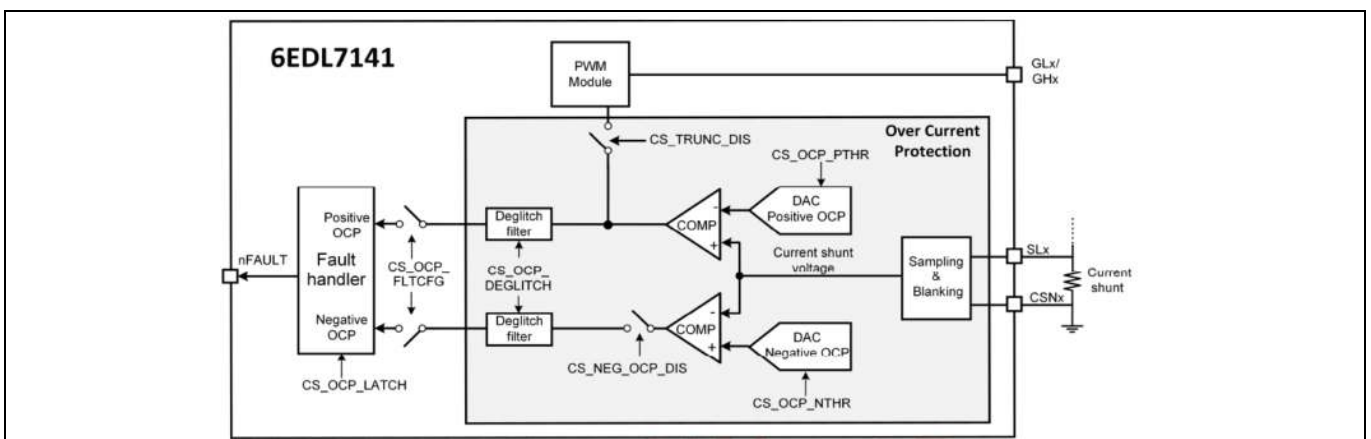 6EDL7141
PWM
Module
GLx/
GHx
Over Current
Protection
CS_TRUNC_DIS
CS_OCP_PTHR
DAC
Positive OCP
Positive
OCP
Deglitch
filter
COMP
-
+
nFAULT
Fault
handler
CS_OCP_
FLTCFG
CS_OCP_
DEGLITCH
Current shunt
voltage
Sampling
&
Blanking
SLx
Current
shunt
CSNx
Negative
OCP
Deglitch
filter
COMP
-
+
DAC
Negative OCP
CS_NEG_OCP_DIS
CS_OCP_LATCH
CS_OCP_NTHR